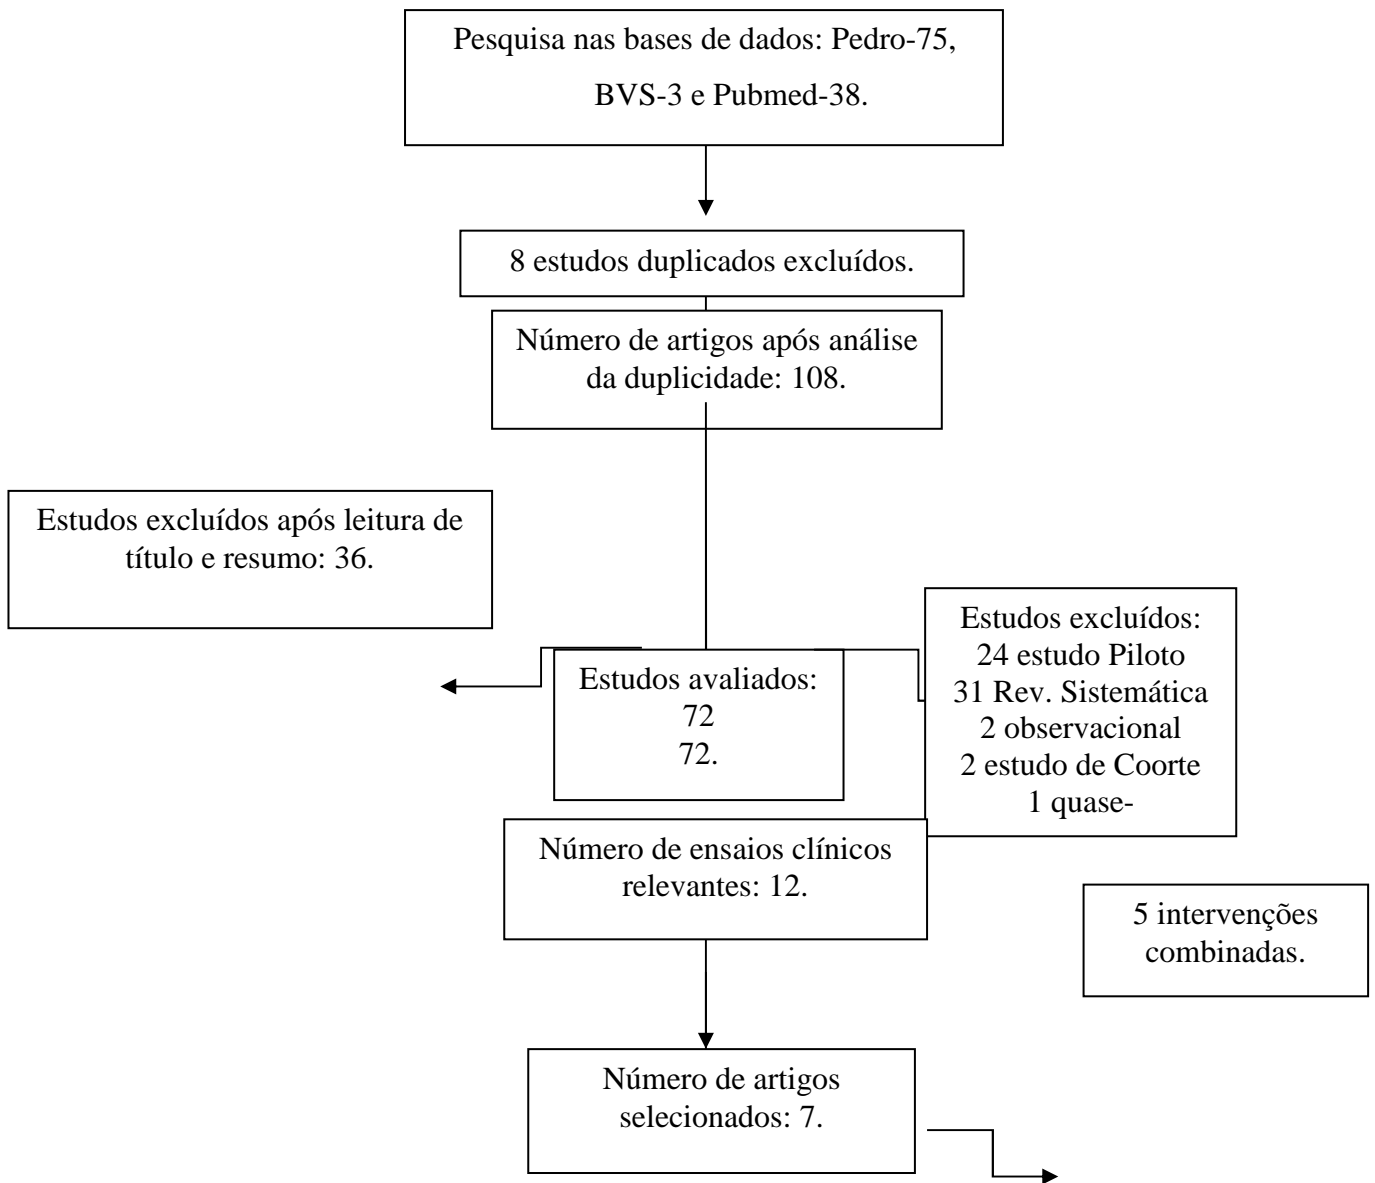 Pesquisa nas bases de dados: Pedro-75,
BVS-3 e Pubmed-38.
8 estudos duplicados excluídos.
Número de artigos após análise
da duplicidade: 108.
Estudos excluídos após leitura de
título e resumo: 36.
Estudos avaliados:
72
72.
Estudos excluídos:
24 estudo Piloto
31 Rev. Sistemática
2 observacional
2 estudo de Coorte
1 quase-
Número de ensaios clínicos
relevantes: 12.
5 intervenções
combinadas.
Número de artigos
selecionados: 7.